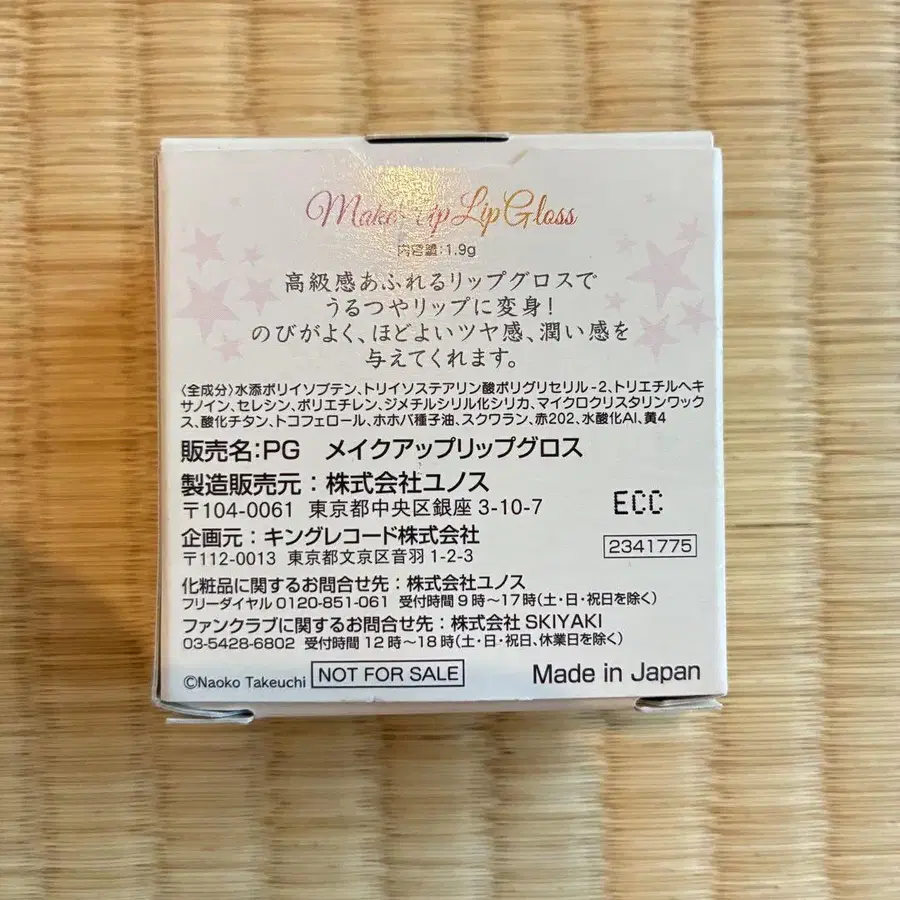 Make Up Lip Gloss
内容量:1.9g
高級感あふれるリップグロスで
うるつやリップに変身!
のびがよく、ほどよいツヤ感、潤い感を
与えてくれます。
〈全成分〉水添ポリイソブテン、トリイソステアリン酸ポリグリセリル-2、トリエチルヘキ
サノイン、セレシン、ポリエチレン、ジメチルシリル化シリカ、マイクロクリスタリンワック
ス、酸化チタン、トコフェロール、ホホバ種子油、スクワラン、赤202、水酸化Al、黄4
販売名:PG メイクアップリップグロス
製造販売元:株式会社ユノス
〒104-0061 東京都中央区銀座3-10-7
ECC
企画元:キングレコード株式会社
〒112-0013 東京都文京区音羽1-2-3
2341775
化粧品に関するお問合せ先:株式会社ユノス
フリーダイヤル0120-851-061 受付時間9時～17時(土・日・祝日を除く)
ファンクラブに関するお問合せ先:株式会社 SKIYAKI
03-5428-6802 受付時間12時～18時(土・日・祝日、休業日を除く)
©Naoko Takeuchi NOT FOR SALE Made in Japan